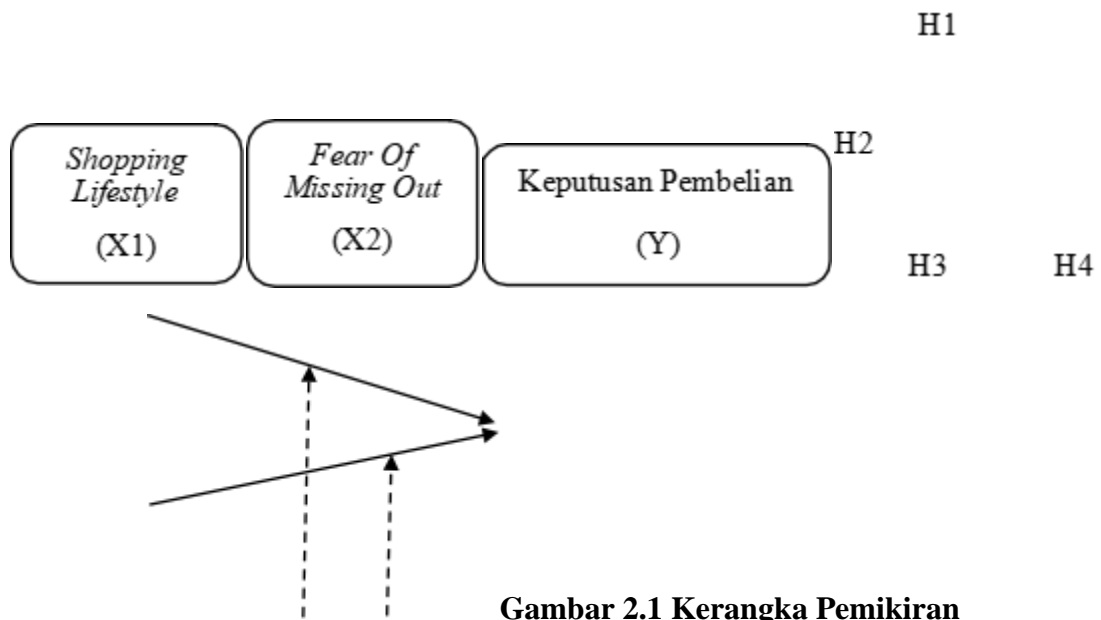 H1
Shopping
Lifestyle
(X1)
Fear Of
Missing Out
(X2)
Keputusan Pembelian
(Y)
H2
H3
H4
Gambar 2.1 Kerangka Pemikiran